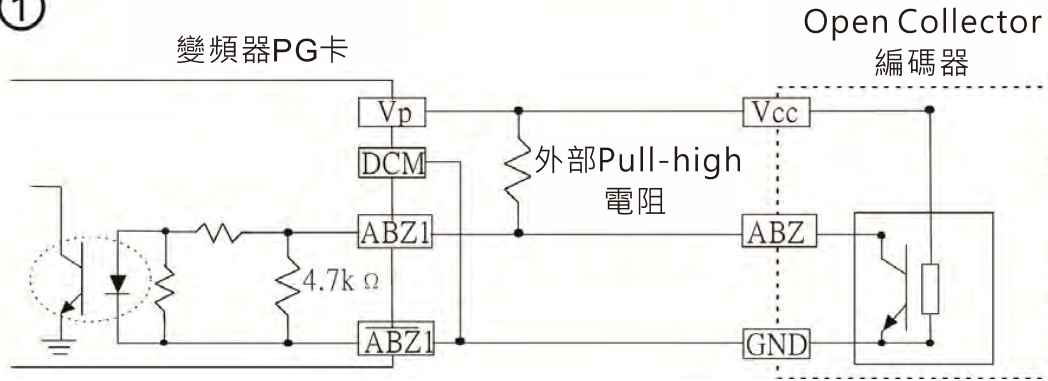 ①
Open Collector
編碼器
變頻器PG卡
Vp
Vcc
DCM
外部Pull-high
電阻
ABZ1
ABZ
4.7k Ω
A̅B̅Z̅1
GND